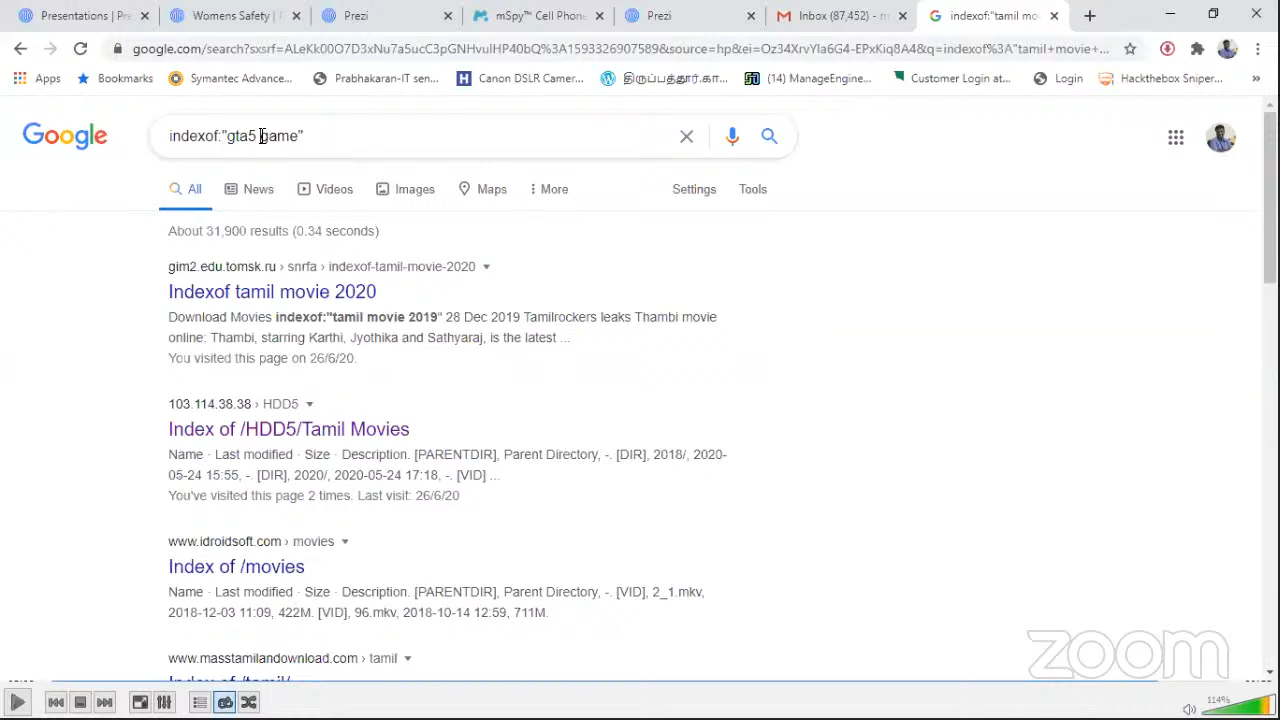 Presentations | Pre
Womens Safety | P
Prezi
mSpy™ Cell Phone
Prezi
Inbox (87,452) - m
indexof:"tamil mo
google.com/search?sxsrf=ALeKk00O7D3xNu7a5ucC3pGNHvulHP40bQ%3A1593326907589&source=hp&ei=Oz34XrvYIa6G4-EPxKiq8A4&q=indexof%3A"tamil+movie+...
Apps
Bookmarks
Symantec Advance...
Prabhakaran-IT sen...
Canon DSLR Camer...
திருப்பத்தூர்.கா...
(14) ManageEngine...
Customer Login at...
Login
Hackthebox Sniper...
»
Google
indexof:"gta5 game"
All
News
Videos
Images
Maps
More
Settings
Tools
About 31,900 results (0.34 seconds)
gim2.edu.tomsk.ru › snrfa › indexof-tamil-movie-2020
Indexof tamil movie 2020
Download Movies indexof:"tamil movie 2019" 28 Dec 2019 Tamilrockers leaks Thambi movie
online: Thambi, starring Karthi, Jyothika and Sathyaraj, is the latest ...
You visited this page on 26/6/20.
103.114.38.38 › HDD5
Index of /HDD5/Tamil Movies
Name · Last modified · Size · Description. [PARENTDIR], Parent Directory, -. [DIR], 2018/, 2020-
05-24 15:55, -. [DIR], 2020/, 2020-05-24 17:18, -. [VID] ...
You've visited this page 2 times. Last visit: 26/6/20
www.idroidsoft.com › movies
Index of /movies
Name · Last modified · Size · Description. [PARENTDIR], Parent Directory, -. [VID], 2_1.mkv,
2018-12-03 11:09, 422M. [VID], 96.mkv, 2018-10-14 12:59, 711M.
www.masstamilandownload.com › tamil
Index of /tamil/
zoom
114%